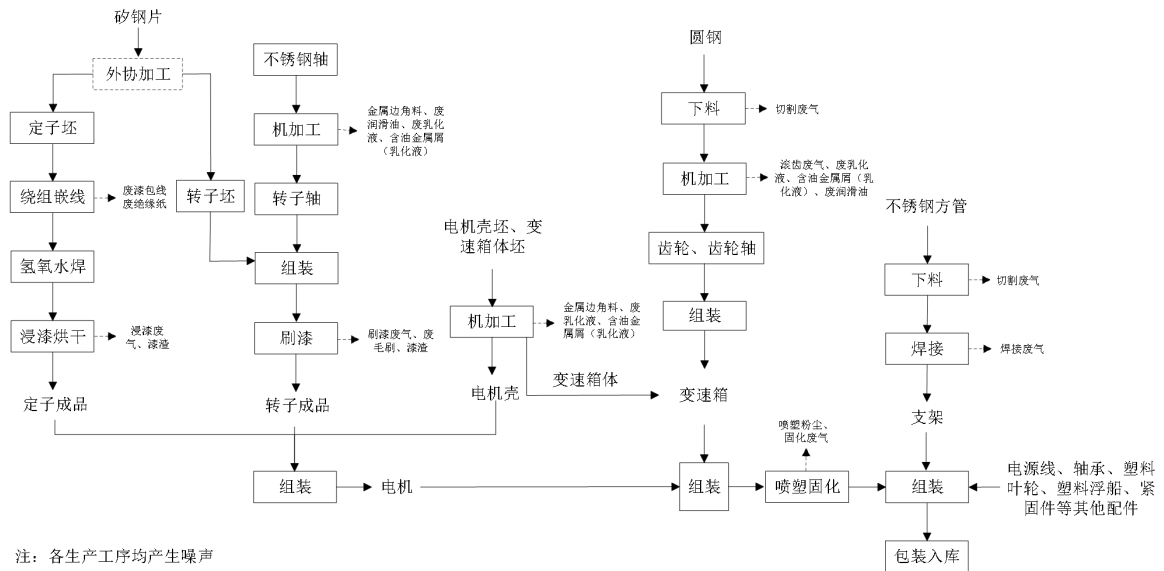 矽钢片
外协加工
定子坯
绕组嵌线
废漆包线
废绝缘纸
氢氧水焊
浸漆烘干
浸漆废
气、漆渣
定子成品
转子坯
不锈钢轴
机加工
金属边角料、废
润滑油、废乳化
液、含油金属屑
（乳化液）
转子轴
组装
刷漆
刷漆废气、废
毛刷、漆渣
转子成品
电机壳坯、变
速箱体坯
机加工
金属边角料、废
乳化液、含油金
属屑（乳化液）
电机壳
变速箱体
圆钢
下料
切割废气
机加工
滚齿废气、废乳化
液、含油金属屑（乳
化液）、废润滑油
齿轮、齿轮轴
组装
变速箱
不锈钢方管
下料
切割废气
焊接
焊接废气
支架
组装
电机
组装
喷塑粉尘、
固化废气
喷塑固化
组装
电源线、轴承、塑料
叶轮、塑料浮船、紧
固件等其他配件
包装入库
注：各生产工序均产生噪声